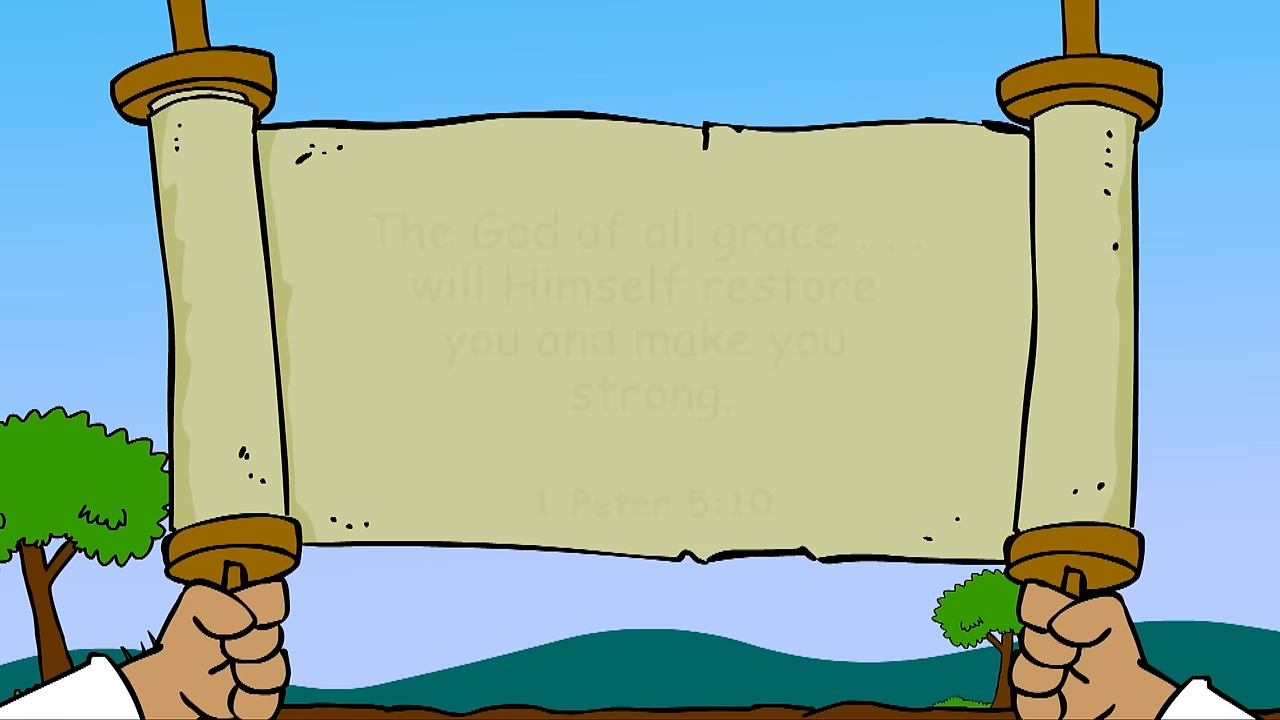 The God of all grace . . .
will Himself restore
you and make you
strong.
1 Peter 5:10